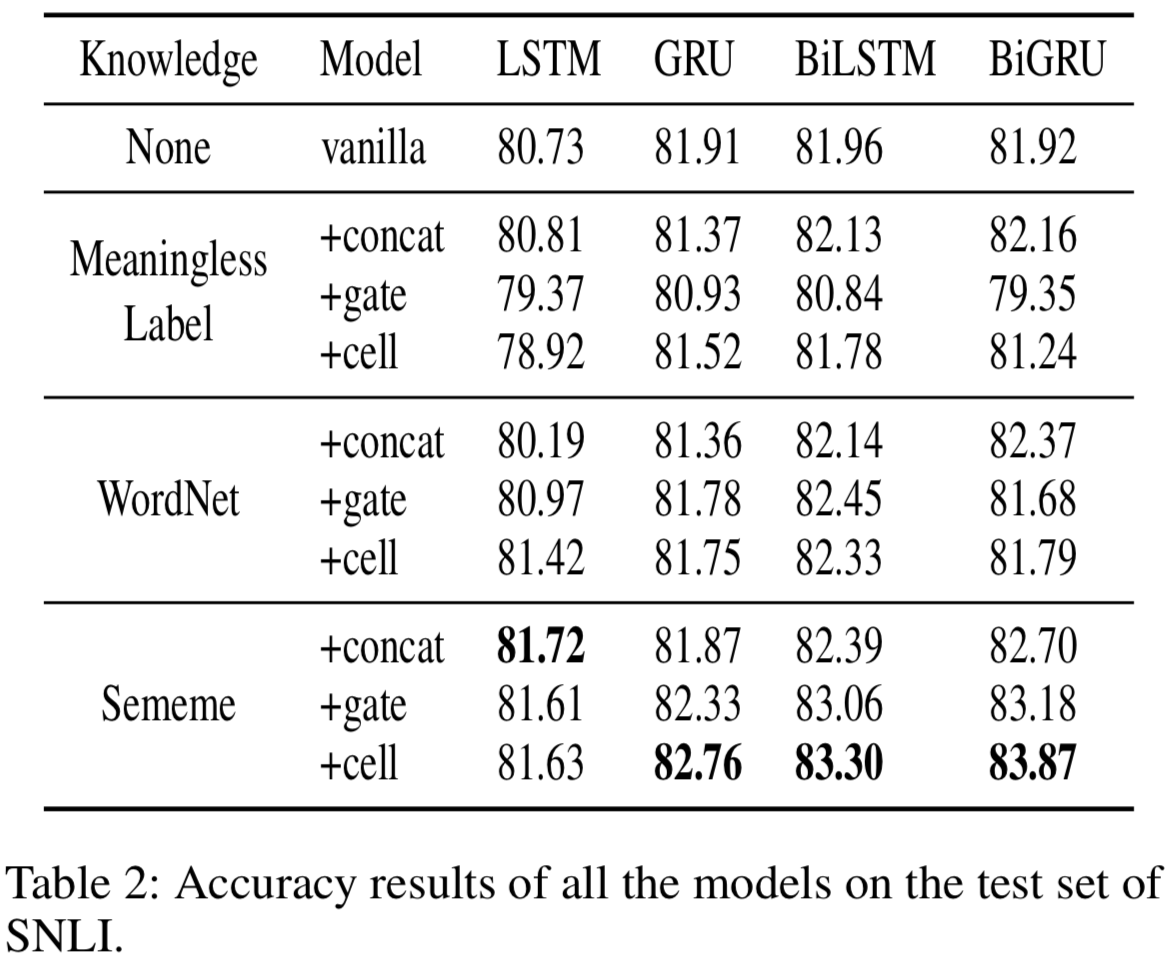 Knowledge Model LSTM GRU BiLSTM BiGRU
None vanilla 80.73 81.91 81.96 81.92
Meaningless Label
+concat 80.81 81.37 82.13 82.16
+gate 79.37 80.93 80.84 79.35
+cell 78.92 81.52 81.78 81.24
WordNet
+concat 80.19 81.36 82.14 82.37
+gate 80.97 81.78 82.45 81.68
+cell 81.42 81.75 82.33 81.79
Sememe
+concat 81.72 81.87 82.39 82.70
+gate 81.61 82.33 83.06 83.18
+cell 81.63 82.76 83.30 83.87
Table 2: Accuracy results of all the models on the test set of
SNLI.